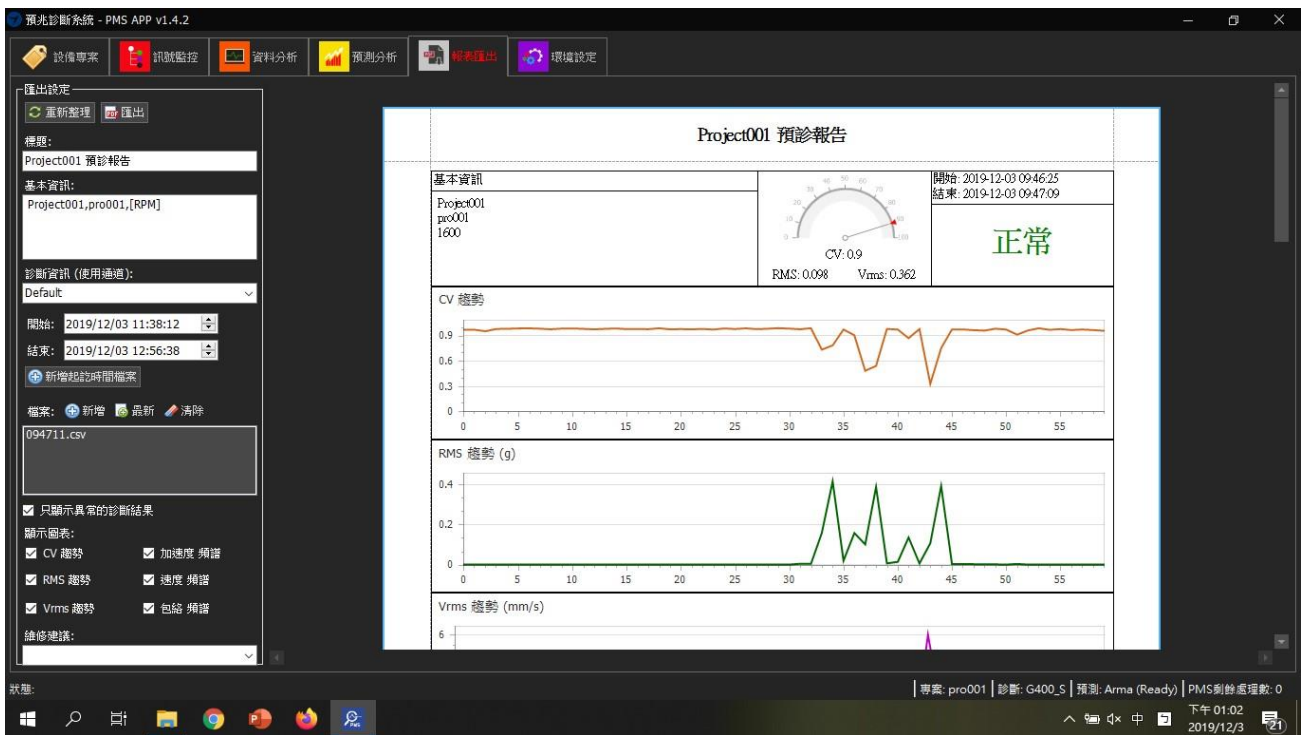 預兆診斷系統 - PMS APP v1.4.2
設備專案 訊號監控 資料分析 預測分析 報表匯出 環境設定
匯出設定
重新整理 匯出
標題:
Project001 預診報告
基本資訊:
Project001,pro001,[RPM]
診斷資訊 (使用通道):
Default
開始: 2019/12/03 11:38:12
結束: 2019/12/03 12:56:38
新增起訖時間檔案
檔案: 新增 最新 清除
094711.csv
只顯示異常的診斷結果
顯示圖表:
CV 趨勢 加速度 頻譜
RMS 趨勢 速度 頻譜
Vrms 趨勢 包絡 頻譜
維修建議:
Project001 預診報告
基本資訊
Project001
pro001
1600
0 10 20 30 40 50 60 70 80 90 100
CV: 0.9
RMS: 0.098 Vrms: 0.362
開始: 2019-12-03 09:46:25
結束: 2019-12-03 09:47:09
正常
CV 趨勢
0.9
0.6
0.3
0
0 5 10 15 20 25 30 35 40 45 50 55
RMS 趨勢 (g)
0.4
0.2
0
0 5 10 15 20 25 30 35 40 45 50 55
Vrms 趨勢 (mm/s)
6
狀態:
專案: pro001 診斷: G400_S 預測: Arma (Ready) PMS剩餘處理數: 0
中
下午 01:02
2019/12/3
21